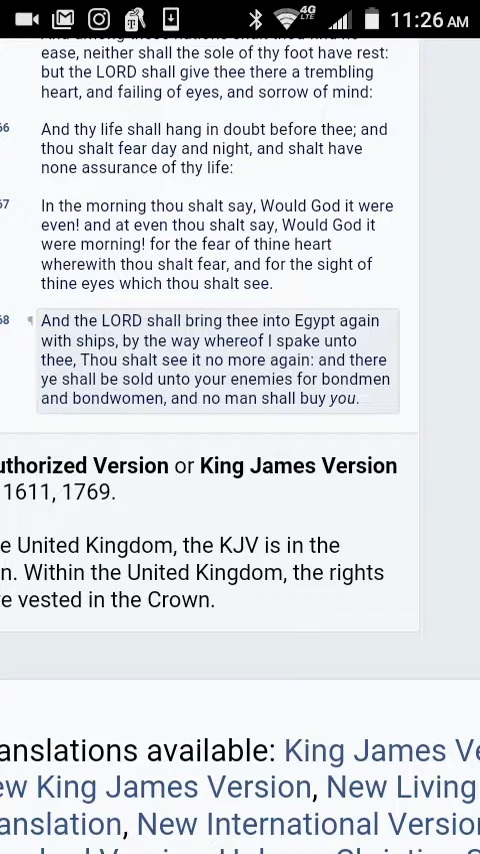 4G
LTE
11:26 AM
ease, neither shall the sole of thy foot have rest:
but the LORD shall give thee there a trembling
heart, and failing of eyes, and sorrow of mind:
66 And thy life shall hang in doubt before thee; and
thou shalt fear day and night, and shalt have
none assurance of thy life:
67 In the morning thou shalt say, Would God it were
even! and at even thou shalt say, Would God it
were morning! for the fear of thine heart
wherewith thou shalt fear, and for the sight of
thine eyes which thou shalt see.
68 ¶ And the LORD shall bring thee into Egypt again
with ships, by the way whereof I spake unto
thee, Thou shalt see it no more again: and there
ye shall be sold unto your enemies for bondmen
and bondwomen, and no man shall buy you.
uthorized Version or King James Version
1611, 1769.
e United Kingdom, the KJV is in the
n. Within the United Kingdom, the rights
e vested in the Crown.
anslations available: King James Ve
ew King James Version, New Living
anslation, New International Versio